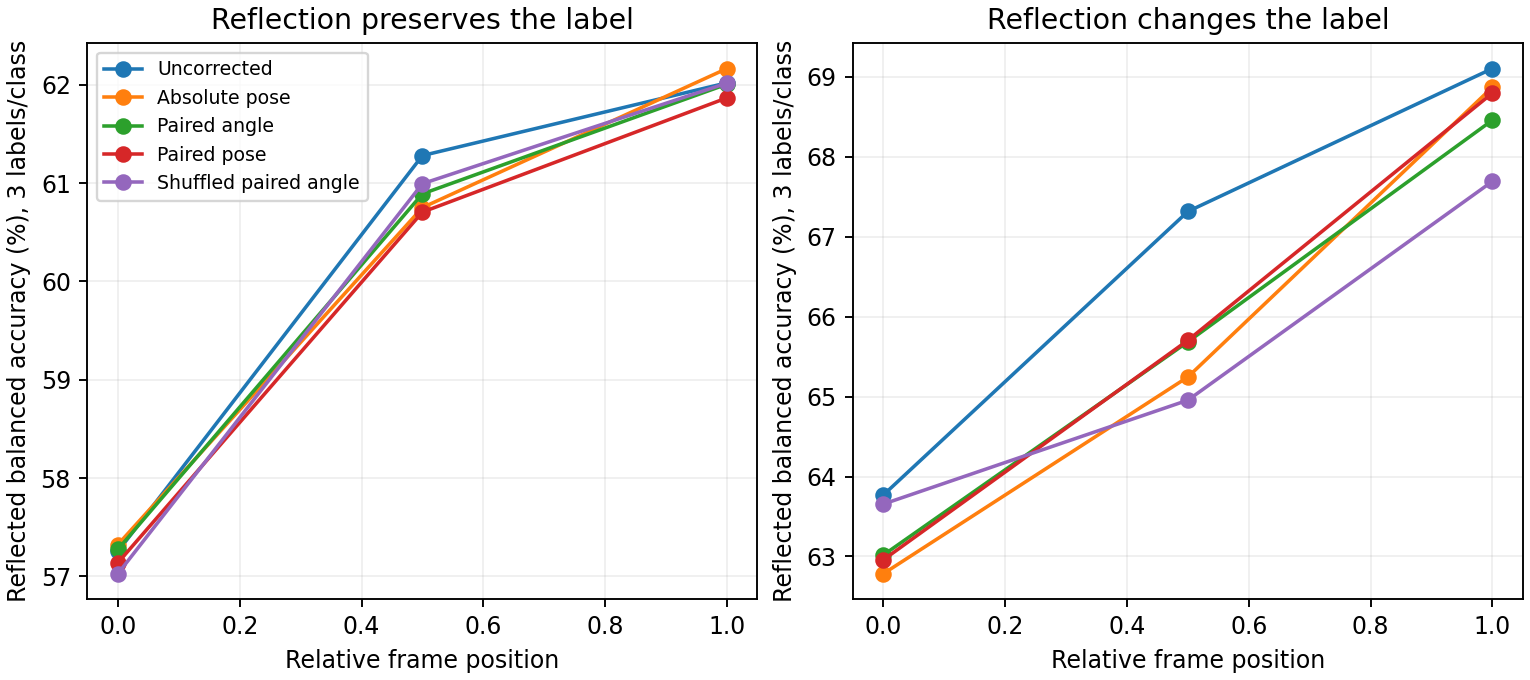 Reflection preserves the label
Reflected balanced accuracy (%), 3 labels/class
62
61
60
59
58
57
Uncorrected
Absolute pose
Paired angle
Paired pose
Shuffled paired angle
0.0 0.2 0.4 0.6 0.8 1.0
Relative frame position
Reflection changes the label
Reflected balanced accuracy (%), 3 labels/class
69
68
67
66
65
64
63
0.0 0.2 0.4 0.6 0.8 1.0
Relative frame position